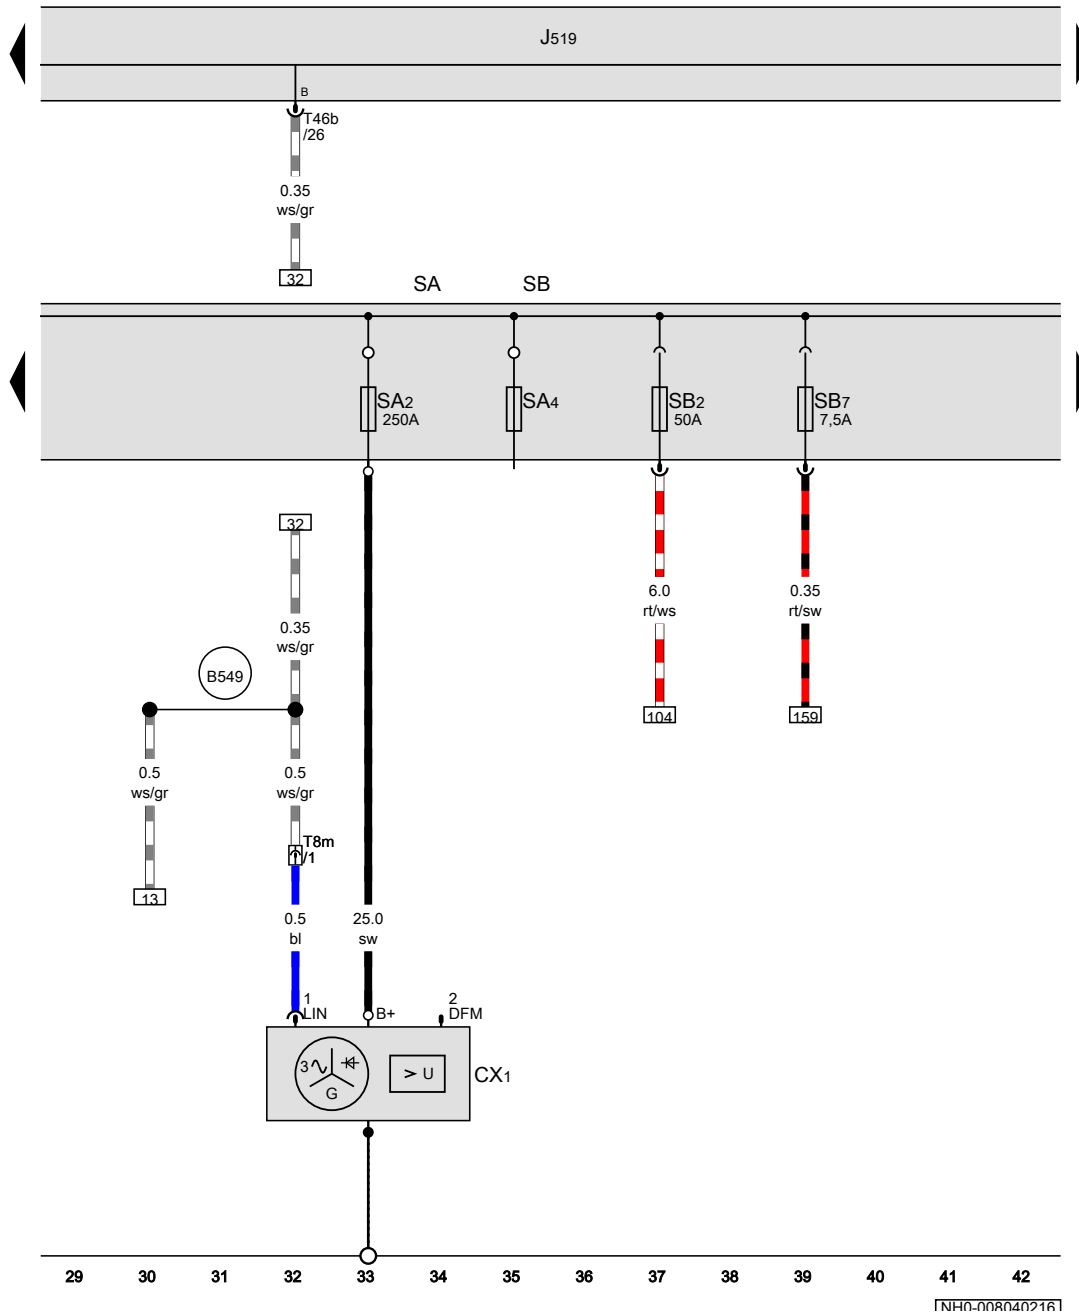 J519
B
T46b
/26
0.35
ws/gr
32
SA
SB
SA2
250A
SA4
SB2
50A
SB7
7,5A
32
0.35
ws/gr
6.0
rt/ws
0.35
rt/sw
B549
104
159
0.5
ws/gr
0.5
ws/gr
T8m
/1
13
0.5
bl
25.0
sw
1
LIN
B+
2
DFM
3
G
> U
CX1
29 30 31 32 33 34 35 36 37 38 39 40 41 42
NH0-008040216